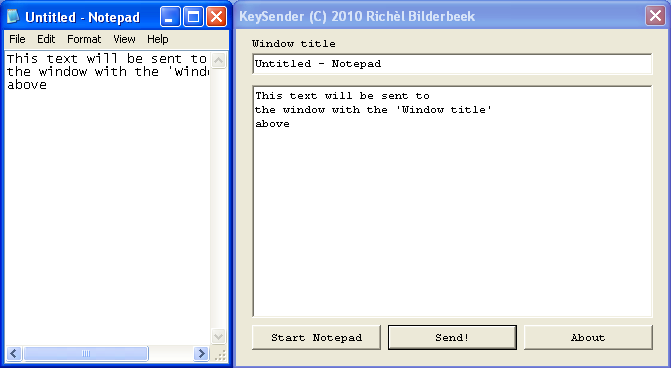 Untitled - Notepad
File Edit Format View Help
This text will be sent to
the window with the 'Wind
above
KeySender (C) 2010 Richèl Bilderbeek
Window title
Untitled - Notepad
This text will be sent to
the window with the 'Window title'
above
Start Notepad
Send!
About